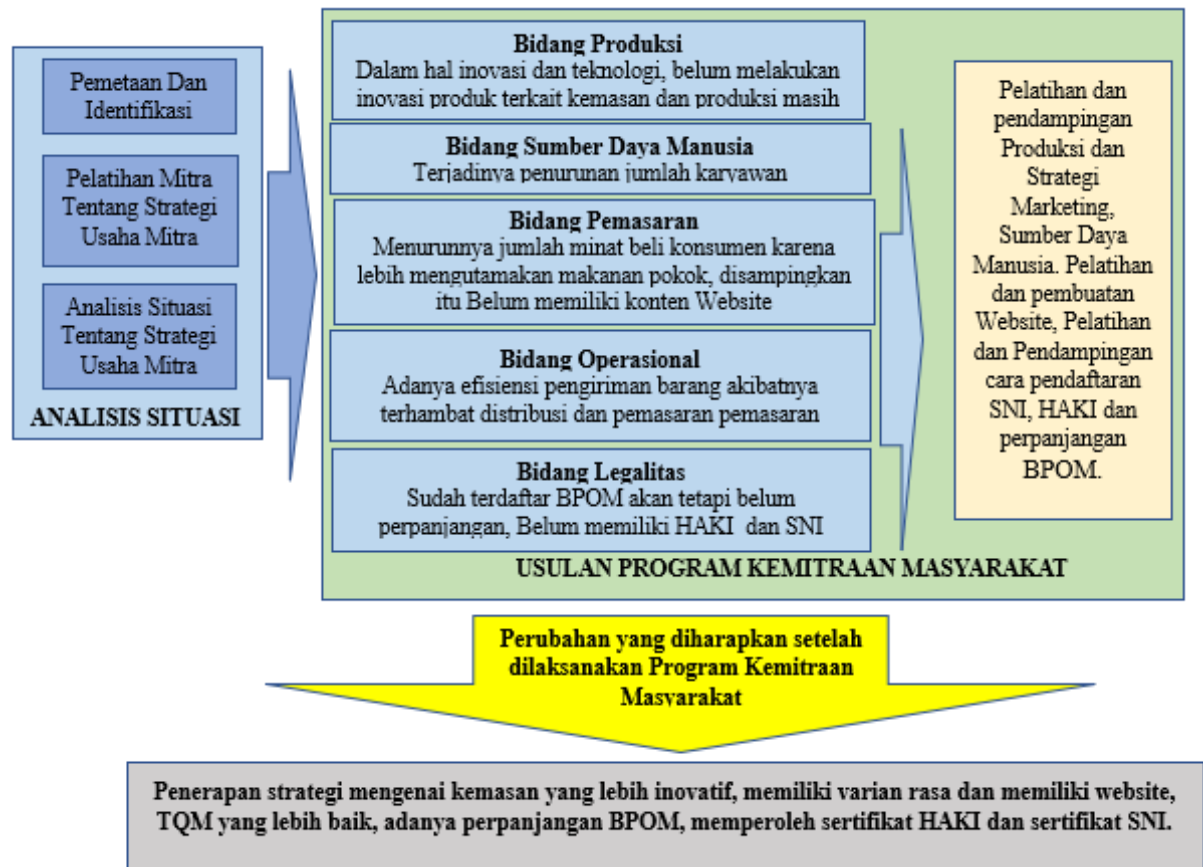 Pemetaan Dan
Identifikasi
Pelatihan Mitra
Tentang Strategi
Usaha Mitra
Analisis Situasi
Tentang Strategi
Usaha Mitra
ANALISIS SITUASI
Bidang Produksi
Dalam hal inovasi dan teknologi, belum melakukan
inovasi produk terkait kemasan dan produksi masih
Bidang Sumber Daya Manusia
Terjadinya penurunan jumlah karyawan
Bidang Pemasaran
Menurunnya jumlah minat beli konsumen karena
lebih mengutamakan makanan pokok, disampingkan
itu Belum memiliki konten Website
Bidang Operasional
Adanya efisiensi pengiriman barang akibatnya
terhambat distribusi dan pemasaran pemasaran
Bidang Legalitas
Sudah terdaftar BPOM akan tetapi belum
perpanjangan, Belum memiliki HAKI dan SNI
Pelatihan dan
pendampingan
Produksi dan
Strategi
Marketing,
Sumber Daya
Manusia. Pelatihan
dan pembuatan
Website, Pelatihan
dan Pendampingan
cara pendaftaran
SNI, HAKI dan
perpanjangan
BPOM.
USULAN PROGRAM KEMITRAAN MASYARAKAT
Perubahan yang diharapkan setelah
dilaksanakan Program Kemitraan
Masyarakat
Penerapan strategi mengenai kemasan yang lebih inovatif, memiliki varian rasa dan memiliki website,
TQM yang lebih baik, adanya perpanjangan BPOM, memperoleh sertifikat HAKI dan sertifikat SNI.